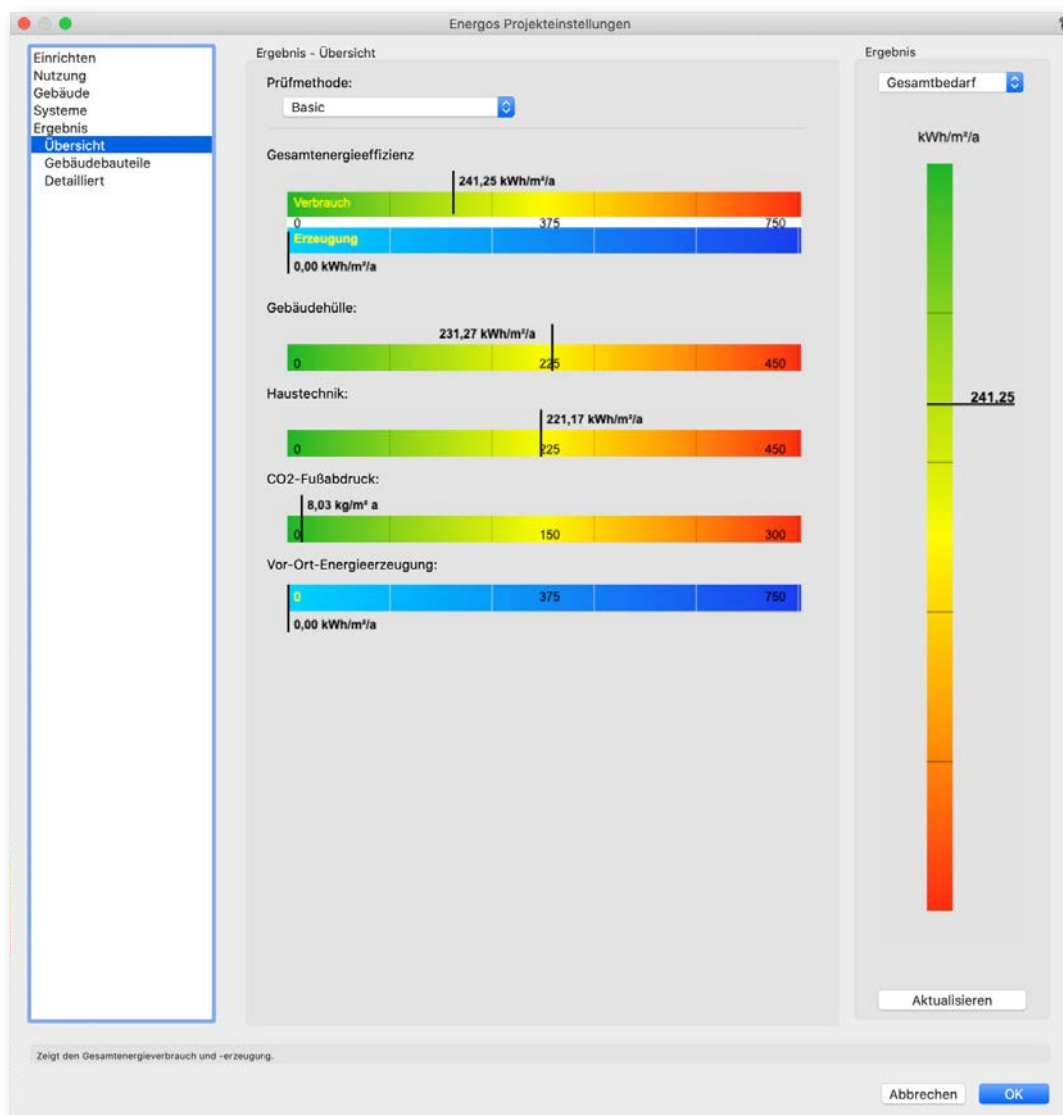 Energos Projekteinstellungen
Einrichten
Nutzung
Gebäude
Systeme
Ergebnis
Übersicht
Gebäudebauteile
Detailliert
Ergebnis - Übersicht
Prüfmethode:
Basic
Gesamtenergieeffizienz
241,25 kWh/m²/a
Verbrauch
0 375 750
Erzeugung
0,00 kWh/m²/a
Gebäudehülle:
231,27 kWh/m²/a
0 225 450
Haustechnik:
221,17 kWh/m²/a
0 225 450
CO2-Fußabdruck:
8,03 kg/m² a
0 150 300
Vor-Ort-Energieerzeugung:
0 375 750
0,00 kWh/m²/a
Ergebnis
Gesamtbedarf
kWh/m²/a
241,25
Aktualisieren
Zeigt den Gesamtenergieverbrauch und -erzeugung.
Abbrechen OK